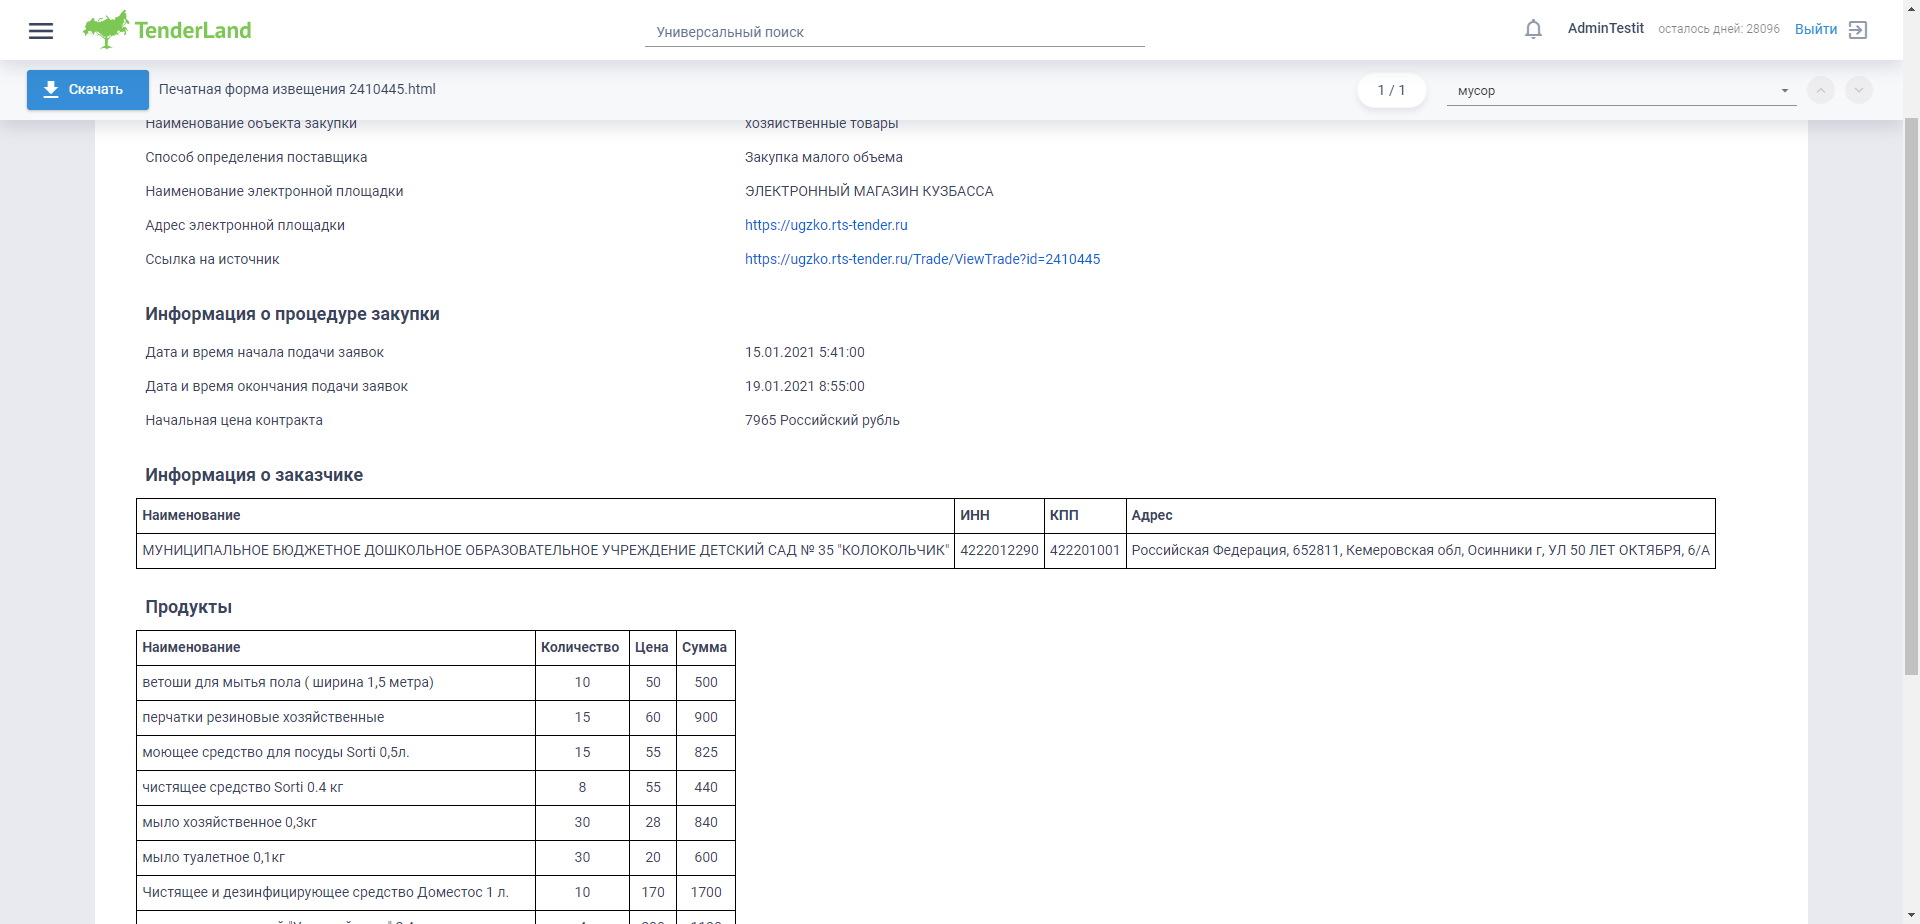 TenderLand
Универсальный поиск
AdminTestit
осталось дней: 28096
Выйти
Скачать
Печатная форма извещения 2410445.html
1 / 1
мусор
Наименование объекта закупки хозяйственные товары
Способ определения поставщика Закупка малого объема
Наименование электронной площадки ЭЛЕКТРОННЫЙ МАГАЗИН КУЗБАССА
Адрес электронной площадки https://ugzko.rts-tender.ru
Ссылка на источник https://ugzko.rts-tender.ru/Trade/ViewTrade?id=2410445
Информация о процедуре закупки
Дата и время начала подачи заявок 15.01.2021 5:41:00
Дата и время окончания подачи заявок 19.01.2021 8:55:00
Начальная цена контракта 7965 Российский рубль
Информация о заказчике
Наименование ИНН КПП Адрес
МУНИЦИПАЛЬНОЕ БЮДЖЕТНОЕ ДОШКОЛЬНОЕ ОБРАЗОВАТЕЛЬНОЕ УЧРЕЖДЕНИЕ ДЕТСКИЙ САД № 35 "КОЛОКОЛЬЧИК" 4222012290 422201001 Российская Федерация, 652811, Кемеровская обл, Осинники г, УЛ 50 ЛЕТ ОКТЯБРЯ, 6/А
Продукты
Наименование Количество Цена Сумма
ветоши для мытья пола ( ширина 1,5 метра) 10 50 500
перчатки резиновые хозяйственные 15 60 900
моющее средство для посуды Sorti 0,5л. 15 55 825
чистящее средство Sorti 0.4 кг 8 55 440
мыло хозяйственное 0,3кг 30 28 840
мыло туалетное 0,1кг 30 20 600
Чистящее и дезинфицирующее средство Доместос 1 л. 10 170 1700